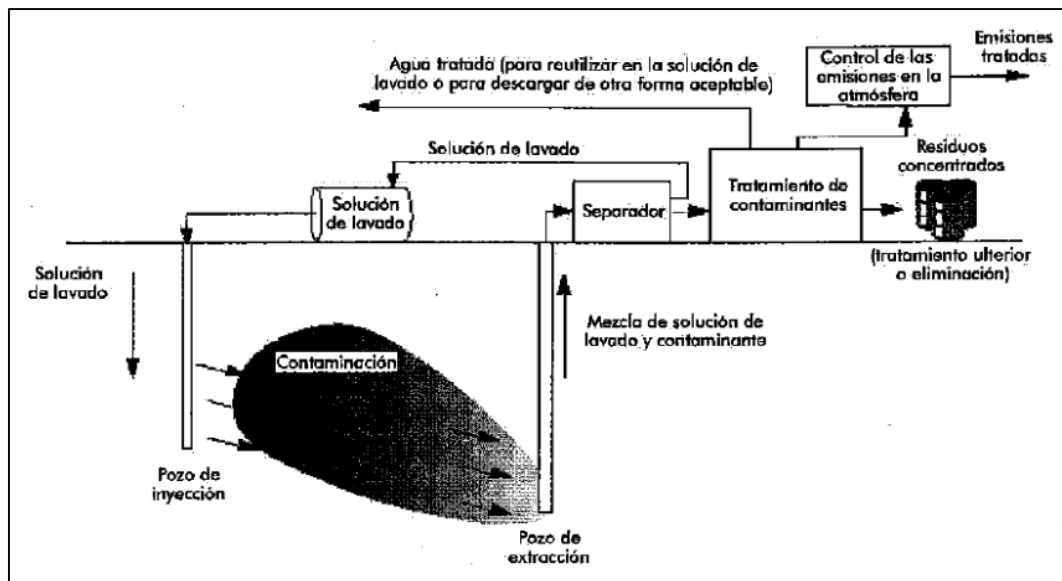 Agua tratada (para reutilizar en la solución de
lavado o para descargar de otra forma aceptable)
Control de las
emisiones en la
atmósfera
Emisiones
tratadas
Solución de lavado
Residuos
concentrados
Solución
de lavado
Separador
Tratamiento de
contaminantes
(tratamiento ulterior
o eliminación)
Solución
de lavado
Mezcla de solución de
lavado y contaminante
Contaminación
Pozo de
inyección
Pozo de
extracción